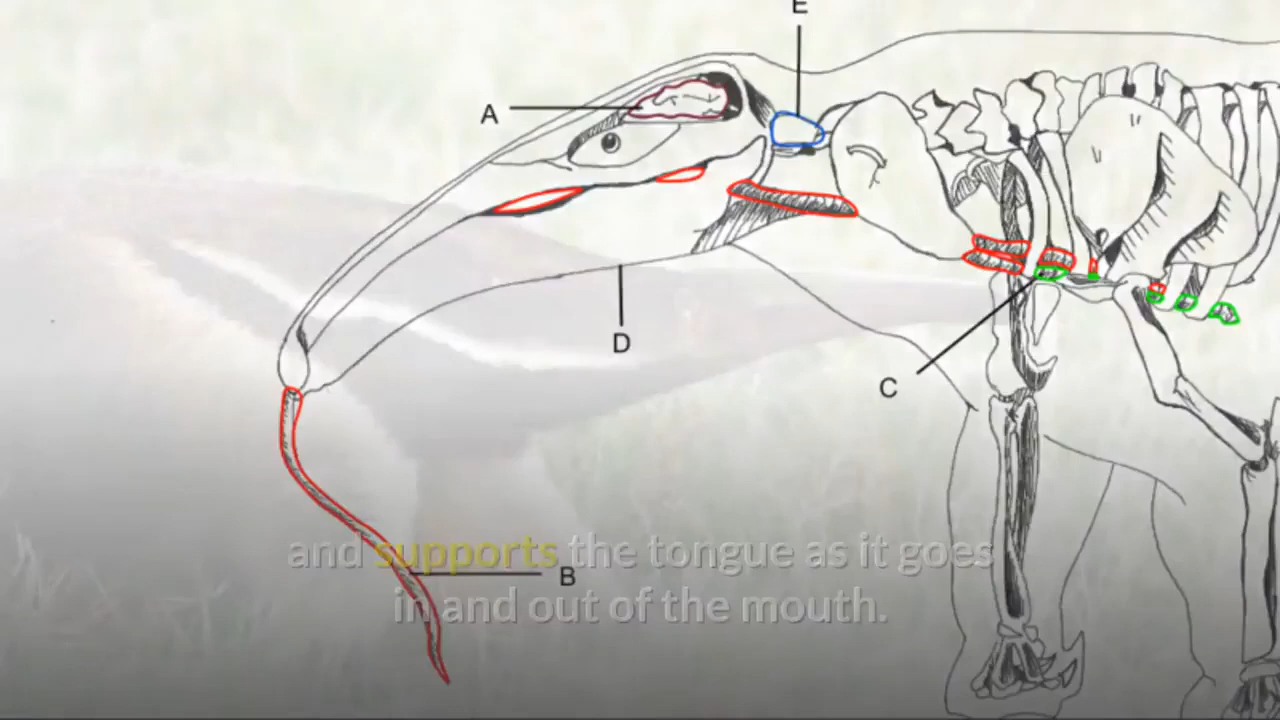 E
A
D
C
B
and supports the tongue as it goes
in and out of the mouth.